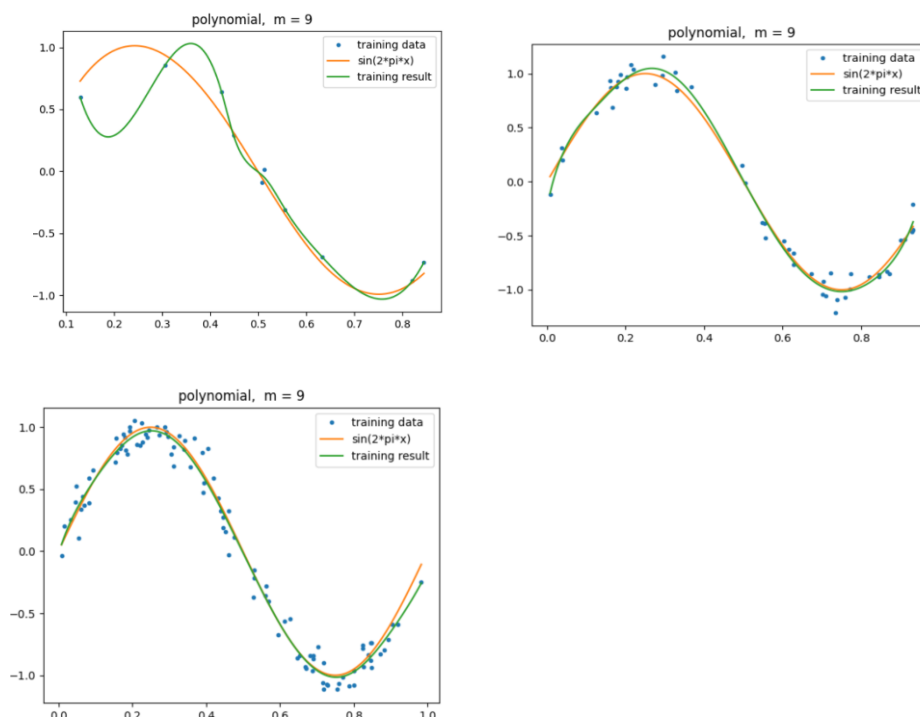 polynomial, m = 9
training data
sin(2*pi*x)
training result
1.0
0.5
0.0
−0.5
−1.0
0.1 0.2 0.3 0.4 0.5 0.6 0.7 0.8
polynomial, m = 9
training data
sin(2*pi*x)
training result
1.0
0.5
0.0
−0.5
−1.0
0.0 0.2 0.4 0.6 0.8
polynomial, m = 9
training data
sin(2*pi*x)
training result
1.0
0.5
0.0
−0.5
−1.0
0.0 0.2 0.4 0.6 0.8 1.0